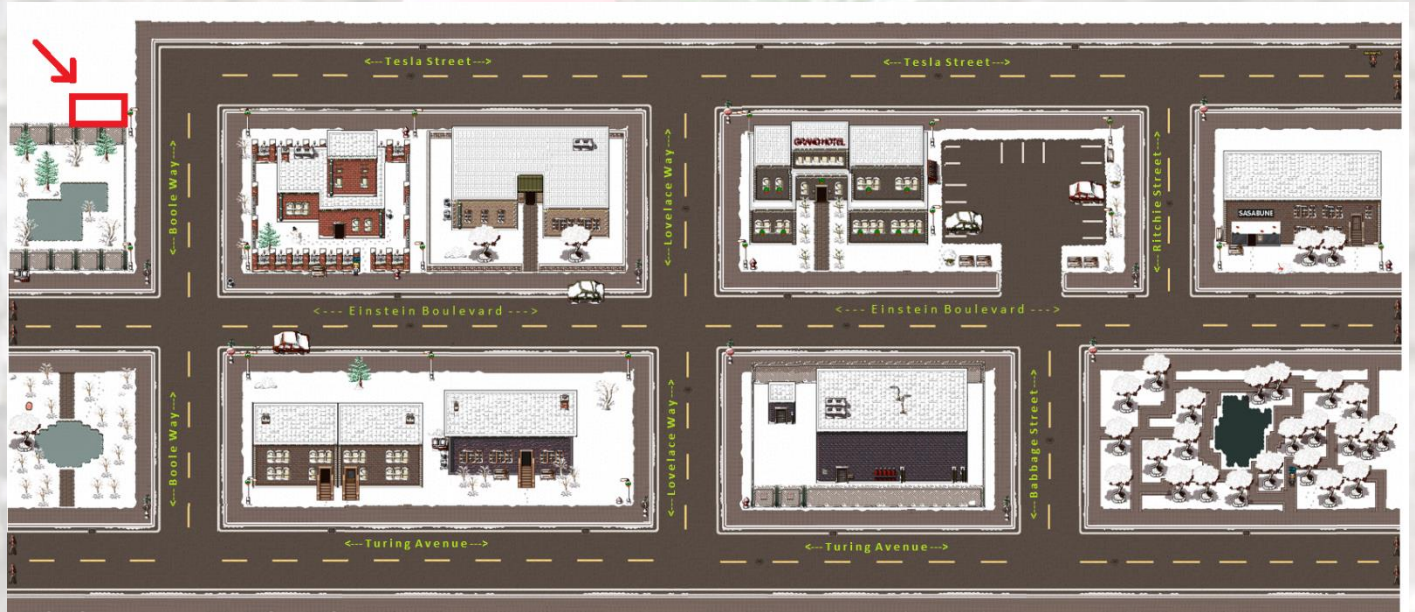 <---Tesla Street--->
<---Tesla Street--->
<---Boole Way--->
<---Lovelace Way--->
GRAND HOTEL
<---Ritchie Street--->
SASABUNE
<--- Einstein Boulevard --->
<--- Einstein Boulevard --->
<---Boole Way--->
<---Lovelace Way--->
<---Babbage Street--->
<---Turing Avenue--->
<---Turing Avenue--->